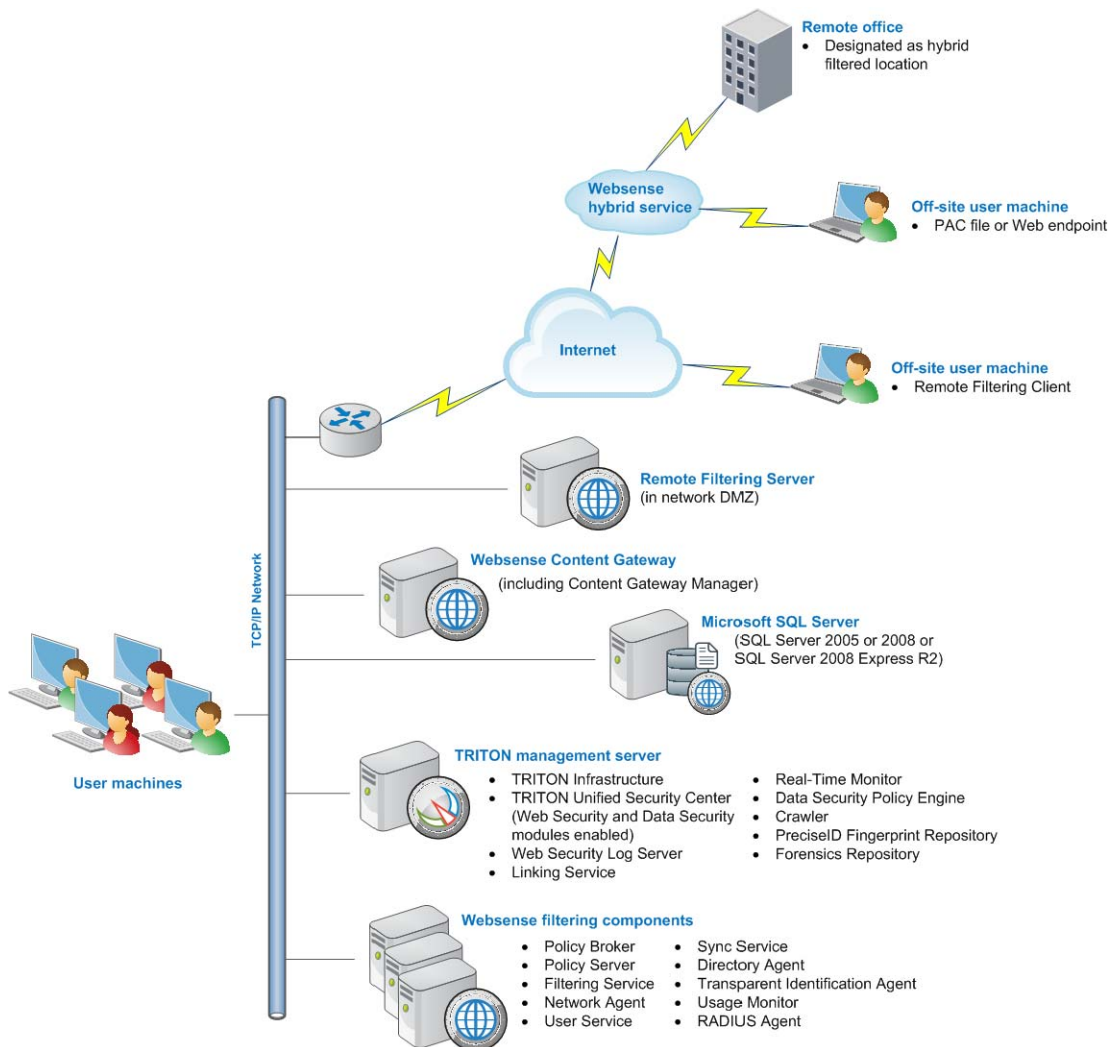 Remote office
• Designated as hybrid
filtered location
Websense
hybrid service
Off-site user machine
• PAC file or Web endpoint
Internet
Off-site user machine
• Remote Filtering Client
Remote Filtering Server
(in network DMZ)
TCP/IP Network
Websense Content Gateway
(including Content Gateway Manager)
Microsoft SQL Server
(SQL Server 2005 or 2008 or
SQL Server 2008 Express R2)
User machines
TRITON management server
• TRITON Infrastructure
• TRITON Unified Security Center
(Web Security and Data Security
modules enabled)
• Web Security Log Server
• Linking Service
• Real-Time Monitor
• Data Security Policy Engine
• Crawler
• PreciseID Fingerprint Repository
• Forensics Repository
Websense filtering components
• Policy Broker
• Policy Server
• Filtering Service
• Network Agent
• User Service
• Sync Service
• Directory Agent
• Transparent Identification Agent
• Usage Monitor
• RADIUS Agent